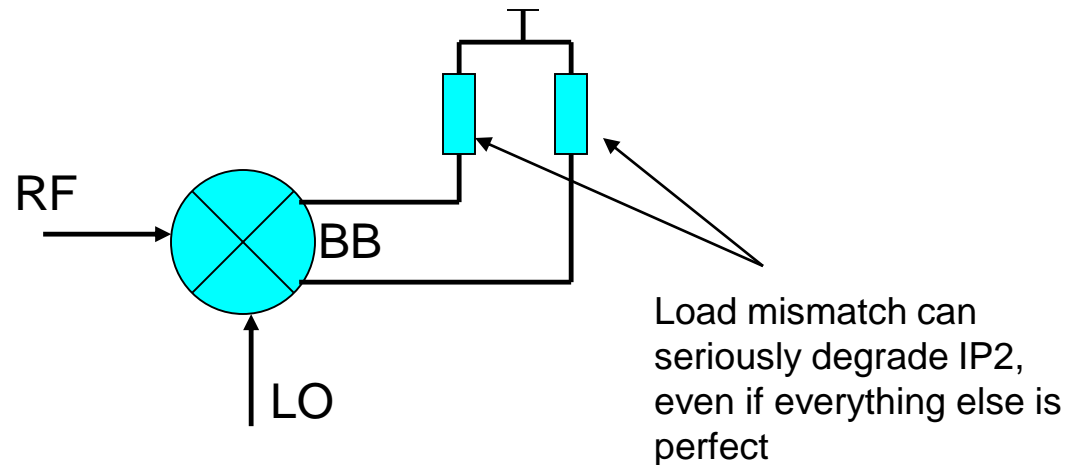 RF
BB
LO
Load mismatch can
seriously degrade IP2,
even if everything else is
perfect